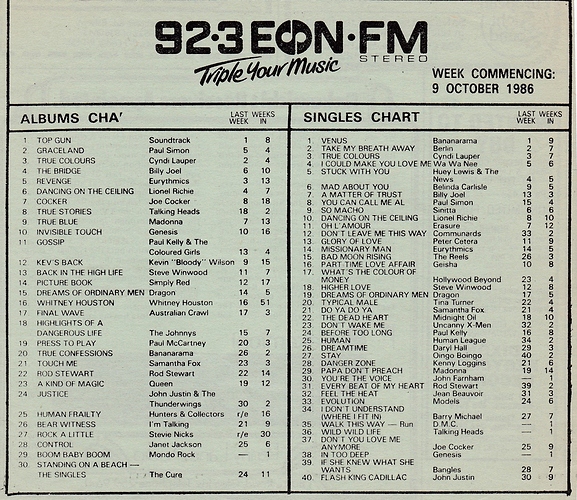 92·3 EON·FM
STEREO
Triple Your Music
WEEK COMMENCING:
9 OCTOBER 1986
ALBUMS CHA' LAST WEEK WEEKS IN
1 TOP GUN Soundtrack 1 8
2 GRACELAND Paul Simon 5 4
3. TRUE COLOURS Cyndi Lauper 2 4
4. THE BRIDGE Billy Joel 6 10
5 REVENGE Eurythmics 3 13
6 DANCING ON THE CEILING Lionel Richie 4 7
7 COCKER Joe Cocker 8 18
8 TRUE STORIES Talking Heads 18 2
9 TRUE BLUE Madonna 7 13
10 INVISIBLE TOUCH Genesis 10 16
11 GOSSIP Paul Kelly & The
Coloured Girls 13 4
12 KEV'S BACK Kevin "Bloody" Wilson 9 15
13 BACK IN THE HIGH LIFE Steve Winwood 11 7
14 PICTURE BOOK Simply Red 12 17
15 DREAMS OF ORDINARY MEN Dragon 14 5
16 WHITNEY HOUSTON Whitney Houston 16 51
17 FINAL WAVE Australian Crawl 17 3
18 HIGHLIGHTS OF A
DANGEROUS LIFE The Johnnys 15 7
19 PRESS TO PLAY Paul McCartney 20 3
20 TRUE CONFESSIONS Bananarama 26 2
21 TOUCH ME Samantha Fox 23 3
22 ROD STEWART Rod Stewart 22 14
23 A KIND OF MAGIC Queen 19 12
24 JUSTICE John Justin & The
Thunderwings 30 2
25 HUMAN FRAILTY Hunters & Collectors r/e 16
26 BEAR WITNESS I'm Talking 21 9
27 ROCK A LITTLE Stevie Nicks r/e 30
28 CONTROL Janet Jackson 25 6
29 BOOM BABY BOOM Mondo Rock — 1
30. STANDING ON A BEACH —
THE SINGLES The Cure 24 11
SINGLES CHART LAST WEEK WEEKS IN
1. VENUS Bananarama 1 9
2. TAKE MY BREATH AWAY Berlin 2 7
3 TRUE COLOURS Cyndi Lauper 3 7
4 I COULD MAKE YOU LOVE ME Wa Wa Nee 5 6
5. STUCK WITH YOU Huey Lewis & The
News 4 5
6. MAD ABOUT YOU Belinda Carlisle 9 5
7. A MATTER OF TRUST Billy Joel 13 3
8. YOU CAN CALL ME AL Paul Simon 15 4
9. SO MACHO Sinitta 6 6
10. DANCING ON THE CEILING Lionel Richie 8 10
11 OH L'AMOUR Erasure 7 12
12 DON'T LEAVE ME THIS WAY Communards 33 2
13 GLORY OF LOVE Peter Cetera 11 9
14. MISSIONARY MAN Eurythmics 14 5
15. BAD MOON RISING The Reels 26 3
16. PART-TIME LOVE AFFAIR Geisha 10 8
17. WHAT'S THE COLOUR OF
MONEY Hollywood Beyond 23 4
18. HIGHER LOVE Steve Winwood 12 8
19. DREAMS OF ORDINARY MEN Dragon 17 5
20. TYPICAL MALE Tina Turner 22 4
21. DO YA DO YA Samantha Fox 21 4
22. THE DEAD HEART Midnight Oil 18 10
23. DON'T WAKE ME Uncanny X-Men 32 2
24. BEFORE TOO LONG Paul Kelly 16 8
25. HUMAN Human League 34 2
26. DREAMTIME Daryl Hall 29 3
27. STAY Oingo Boingo 40 2
28. DANGER ZONE Kenny Loggins 21 6
29. PAPA DON'T PREACH Madonna 19 14
30. YOU'RE THE VOICE John Farnham — 1
31. EVERY BEAT OF MY HEART Rod Stewart 39 2
32. FEEL THE HEAT Jean Beauvoir 31 3
33. EVOLUTION Models 24 6
34. I DON'T UNDERSTAND
(WHERE I FIT IN) Barry Michael 27 7
35. WALK THIS WAY — Run D.M.C. — 1
36. WILD WILD LIFE Talking Heads — 1
37. DON'T YOU LOVE ME
ANYMORE Joe Cocker 25 9
38. IN TOO DEEP Genesis — 1
39. IF SHE KNEW WHAT SHE
WANTS Bangles 28 7
40. FLASH KING CADILLAC John Justin 30 9